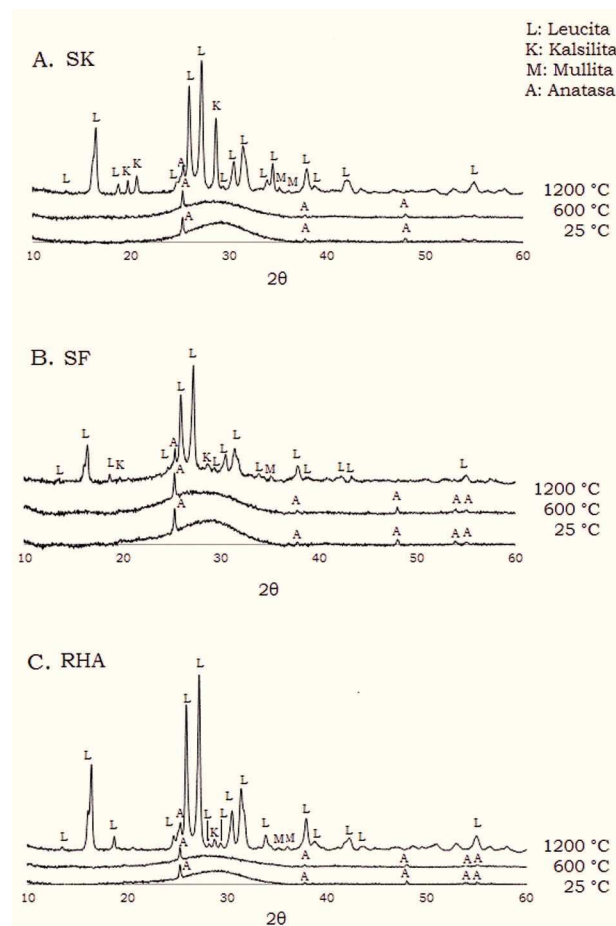 L: Leucita
K: Kalsilita
M: Mullita
A: Anatasa
A. SK
L L L L K K L A L L K L L L L M M L L L L
1200 °C
A A A
600 °C
A A A
25 °C
10 20 30 40 50 60
2θ
B. SF
L L L K L A L L K L L L L M L L L L L
1200 °C
A A A A A
600 °C
A A A A A
25 °C
10 20 30 40 50 60
2θ
C. RHA
L L L L A L L L K L L L L M M L L L L L
1200 °C
A A A A A
600 °C
A A A A A
25 °C
10 20 30 40 50 60
2θ